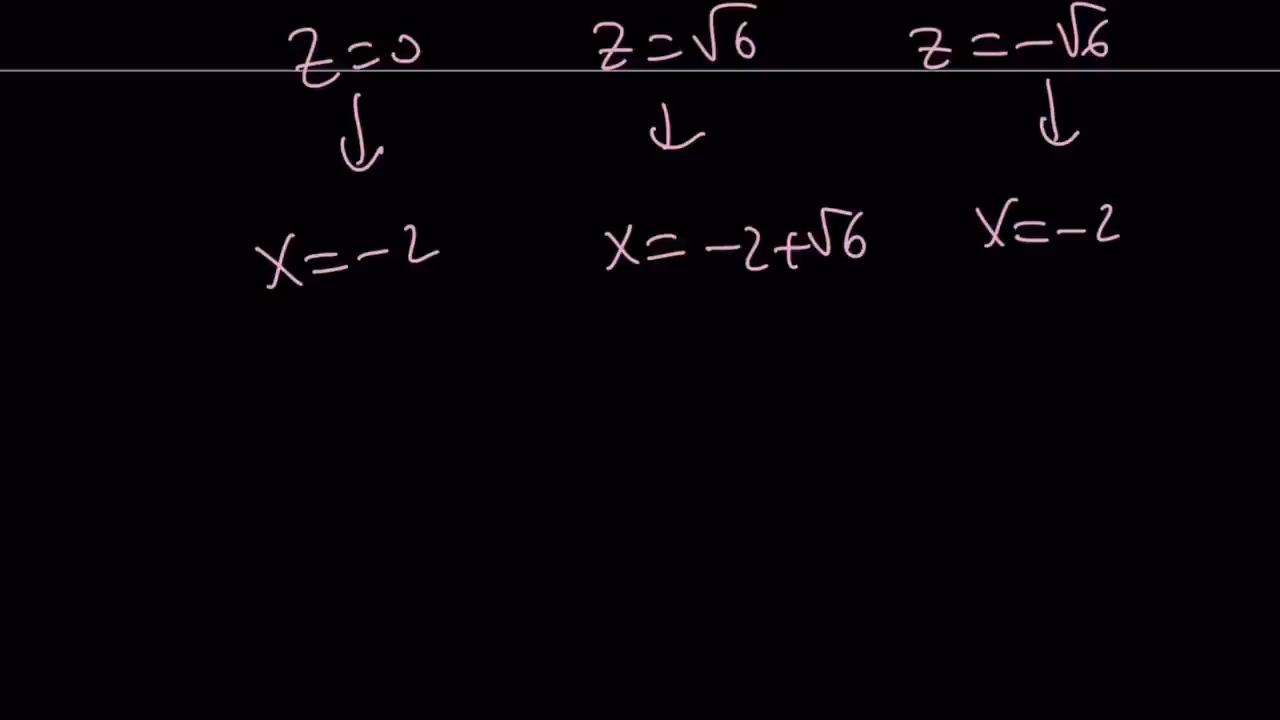 z=0 z=√6 z=-√6
↓ ↓ ↓
x=-2 x=-2+√6 x=-2